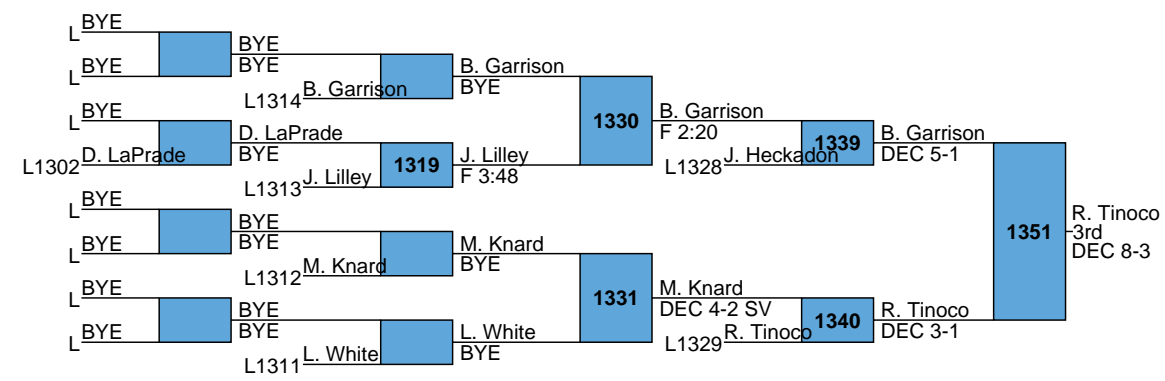 BYE
L
BYE
BYE
BYE
L
B. Garrison
BYE
L1314
B. Garrison
BYE
L
D. LaPrade
BYE
D. LaPrade
L1302
1319
J. Lilley
F 3:48
L1313
J. Lilley
1330
B. Garrison
F 2:20
L1328
J. Heckadon
1339
B. Garrison
DEC 5-1
BYE
L
BYE
BYE
BYE
L
M. Knard
BYE
L1312
M. Knard
BYE
L
BYE
BYE
BYE
L
L. White
BYE
L1311
L. White
1331
M. Knard
DEC 4-2 SV
L1329
R. Tinoco
1340
R. Tinoco
DEC 3-1
1351
R. Tinoco
3rd
DEC 8-3